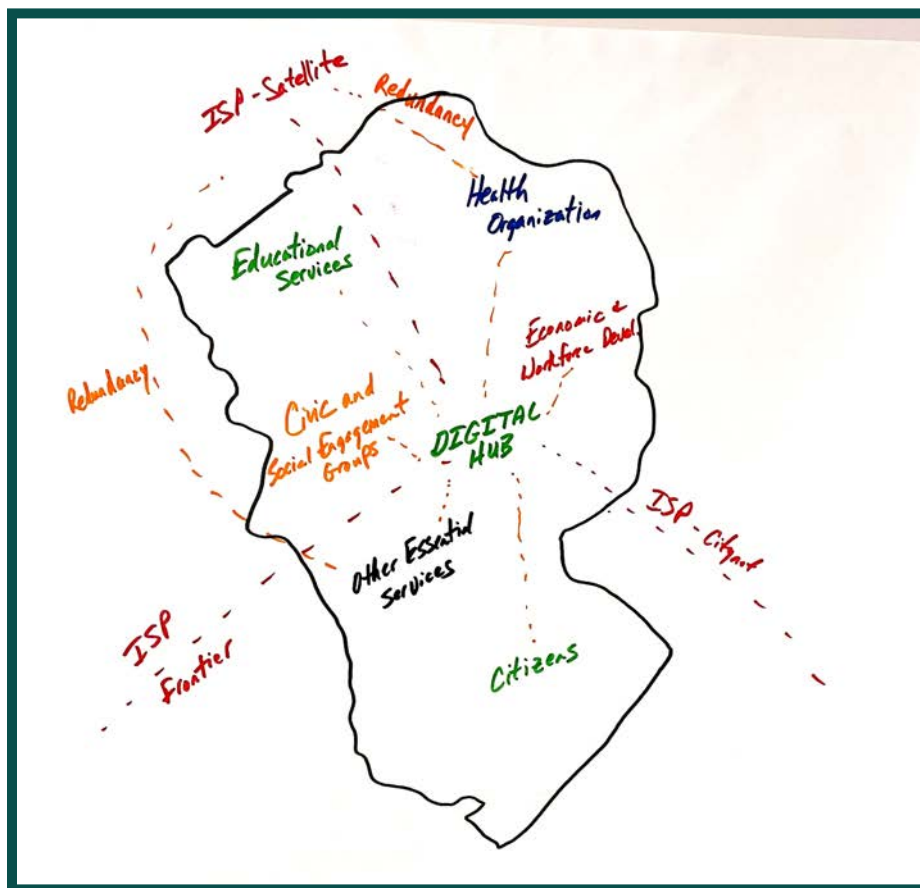 ISP-Satellite
Redundancy
Health
Organization
Educational
Services
Economic &
Workforce Devel.
Redundancy
Civic and
Social Engagement
Groups
DIGITAL
HUB
ISP-Citynet
Other Essential
Services
ISP
Frontier
Citizens